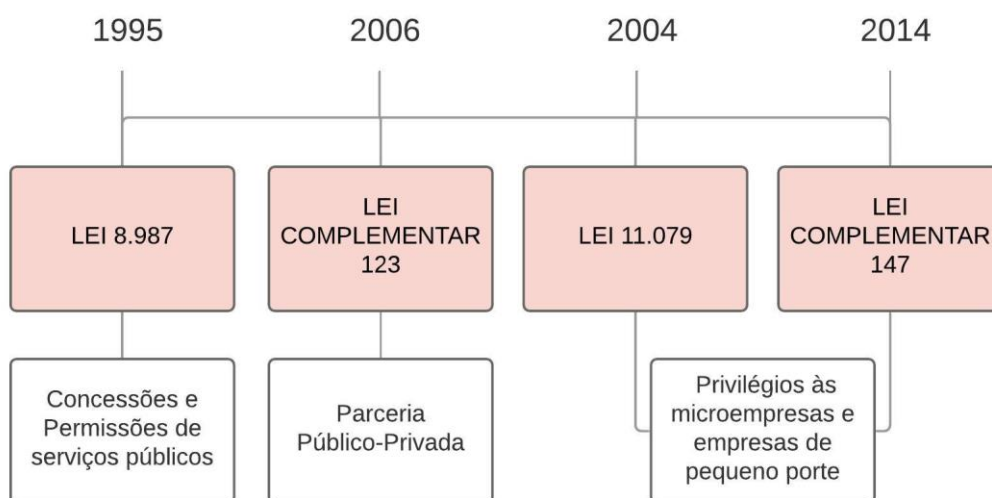 1995
2006
2004
2014
LEI 8.987
LEI
COMPLEMENTAR
123
LEI 11.079
LEI
COMPLEMENTAR
147
Concessões e
Permissões de
serviços públicos
Parceria
Público-Privada
Privilégios às
microempresas e
empresas de
pequeno porte